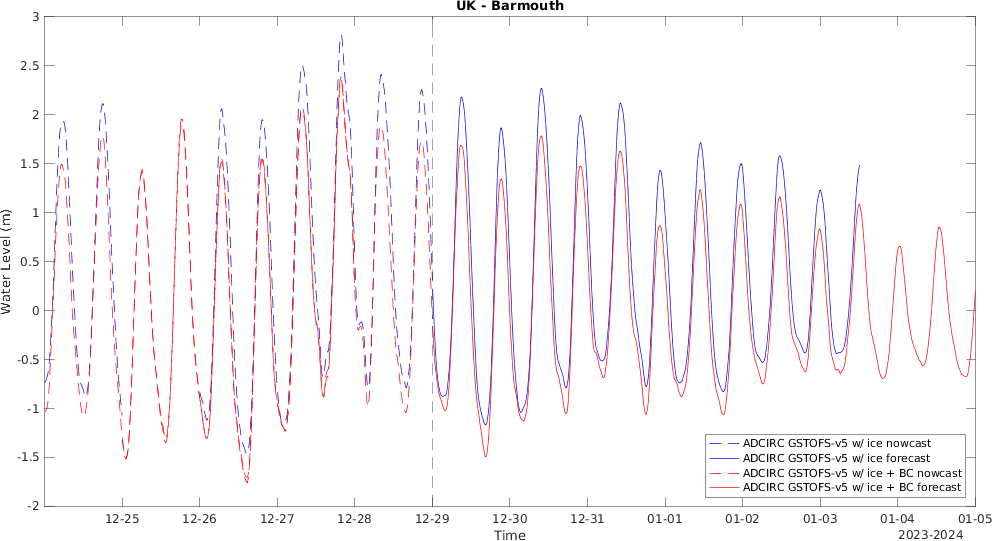 UK - Barmouth
3
2.5
2
1.5
1
0.5
0
-0.5
-1
-1.5
-2
Water Level (m)
12-25 12-26 12-27 12-28 12-29 12-30 12-31 01-01 01-02 01-03 01-04 01-05
Time
2023-2024
ADCIRC GSTOFS-v5 w/ ice nowcast
ADCIRC GSTOFS-v5 w/ ice forecast
ADCIRC GSTOFS-v5 w/ ice + BC nowcast
ADCIRC GSTOFS-v5 w/ ice + BC forecast